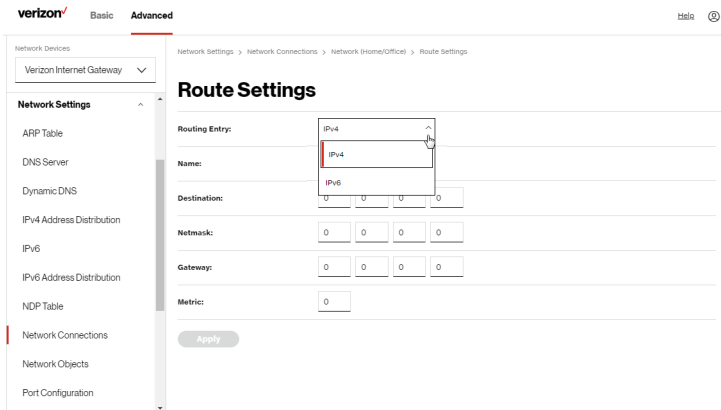 verizon
Basic
Advanced
Help
Network Devices
Verizon Internet Gateway
Network Settings
ARP Table
DNS Server
Dynamic DNS
IPv4 Address Distribution
IPv6
IPv6 Address Distribution
NDP Table
Network Connections
Network Objects
Port Configuration
Network Settings > Network Connections > Network (Home/Office) > Route Settings
Route Settings
Routing Entry: IPv4
IPv4
IPv6
Name:
Destination: 0 0 0 0
Netmask: 0 0 0 0
Gateway: 0 0 0 0
Metric: 0
Apply